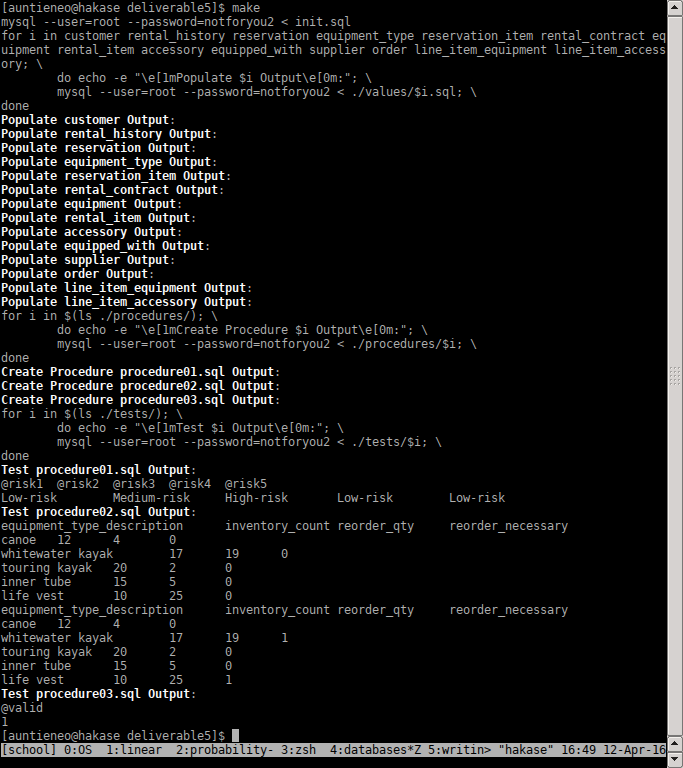 [auntieneo@hakase deliverable5]$ make
mysql --user=root --password=notforyou2 < init.sql
for i in customer rental_history reservation equipment_type reservation_item rental_contract eq
uipment rental_item accessory equipped_with supplier order line_item_equipment line_item_access
ory; \
        do echo -e "\e[1mPopulate $i Output\e[0m:"; \
        mysql --user=root --password=notforyou2 < ./values/$i.sql; \
done
Populate customer Output:
Populate rental_history Output:
Populate reservation Output:
Populate equipment_type Output:
Populate reservation_item Output:
Populate rental_contract Output:
Populate equipment Output:
Populate rental_item Output:
Populate accessory Output:
Populate equipped_with Output:
Populate supplier Output:
Populate order Output:
Populate line_item_equipment Output:
Populate line_item_accessory Output:
for i in $(ls ./procedures/); \
        do echo -e "\e[1mCreate Procedure $i Output\e[0m:"; \
        mysql --user=root --password=notforyou2 < ./procedures/$i; \
done
Create Procedure procedure01.sql Output:
Create Procedure procedure02.sql Output:
Create Procedure procedure03.sql Output:
for i in $(ls ./tests/); \
        do echo -e "\e[1mTest $i Output\e[0m:"; \
        mysql --user=root --password=notforyou2 < ./tests/$i; \
done
Test procedure01.sql Output:
@risk1  @risk2  @risk3  @risk4  @risk5
Low-risk        Medium-risk     High-risk       Low-risk        Low-risk
Test procedure02.sql Output:
equipment_type_description      inventory_count reorder_qty     reorder_necessary
canoe   12      4       0
whitewater kayak        17      19      0
touring kayak   20      2       0
inner tube      15      5       0
life vest       10      25      0
equipment_type_description      inventory_count reorder_qty     reorder_necessary
canoe   12      4       0
whitewater kayak        17      19      1
touring kayak   20      2       0
inner tube      15      5       0
life vest       10      25      1
Test procedure03.sql Output:
@valid
1
[auntieneo@hakase deliverable5]$
[school] 0:OS  1:linear  2:probability- 3:zsh  4:databases*Z 5:writin> "hakase" 16:49 12-Apr-16